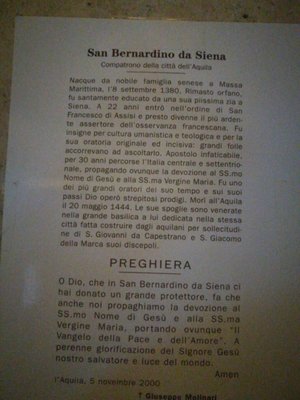 San Bernardino da Siena
Compatrono della città dell'Aquila
Nacque da nobile famiglia senese a Massa
Marittima, l'8 settembre 1380. Rimasto orfano,
fu santamente educato da una sua piissima zia a
Siena. A 22 anni entrò nell'ordine di San
Francesco di Assisi e presto divenne il più arden-
te assertore dell'osservanza francescana. Fu
insigne per cultura umanistica e teologica e per la
sua oratoria originale ed incisiva: grandi folle
accorrevano ad ascoltarlo. Apostolo infaticabile,
per 30 anni percorse l'Italia centrale e settentrio-
nale, propagando ovunque la devozione al SS.mo
Nome di Gesù e alla SS.ma Vergine Maria. Fu uno
dei più grandi oratori del suo tempo e sui suoi
passi Dio operò strepitosi prodigi. Morì all'Aquila
il 20 maggio 1444. Le sue spoglie sono venerate
nella grande basilica a lui dedicata nella stessa
città fatta costruire dagli aquilani per sollecitudi-
ne di S. Giovanni da Capestrano e S. Giacomo
della Marca suoi discepoli.
PREGHIERA
O Dio, che in San Bernardino da Siena ci
hai donato un grande protettore, fa che
anche noi propaghiamo la devozione al
SS.mo Nome di Gesù e alla SS.ma
Vergine Maria, portando ovunque "Il
Vangelo della Pace e dell'Amore". A
perenne glorificazione del Signore Gesù
nostro salvatore e luce del mondo.
Amen
l'Aquila, 5 novembre 2000
† Giuseppe Molinari